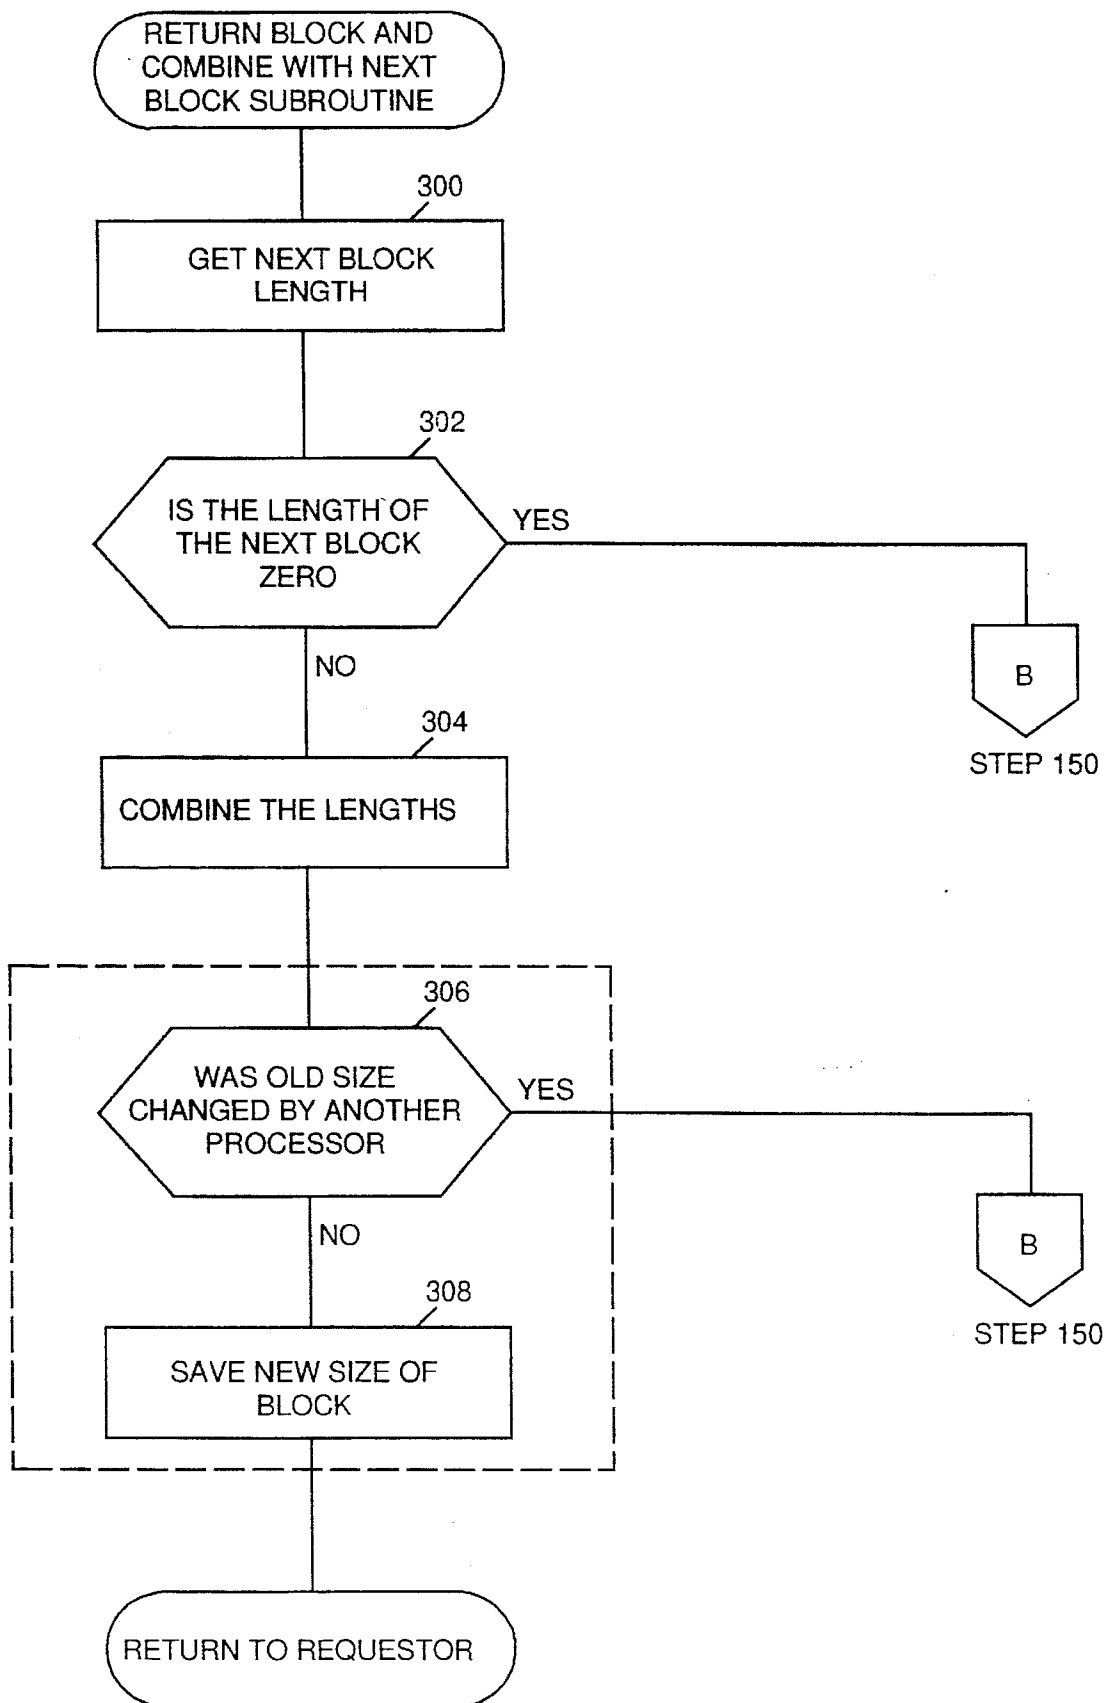 RETURN BLOCK AND
COMBINE WITH NEXT
BLOCK SUBROUTINE
300
GET NEXT BLOCK
LENGTH
302
IS THE LENGTH OF
THE NEXT BLOCK
ZERO
YES
B
STEP 150
NO
304
COMBINE THE LENGTHS
306
WAS OLD SIZE
CHANGED BY ANOTHER
PROCESSOR
YES
B
STEP 150
NO
308
SAVE NEW SIZE OF
BLOCK
RETURN TO REQUESTOR